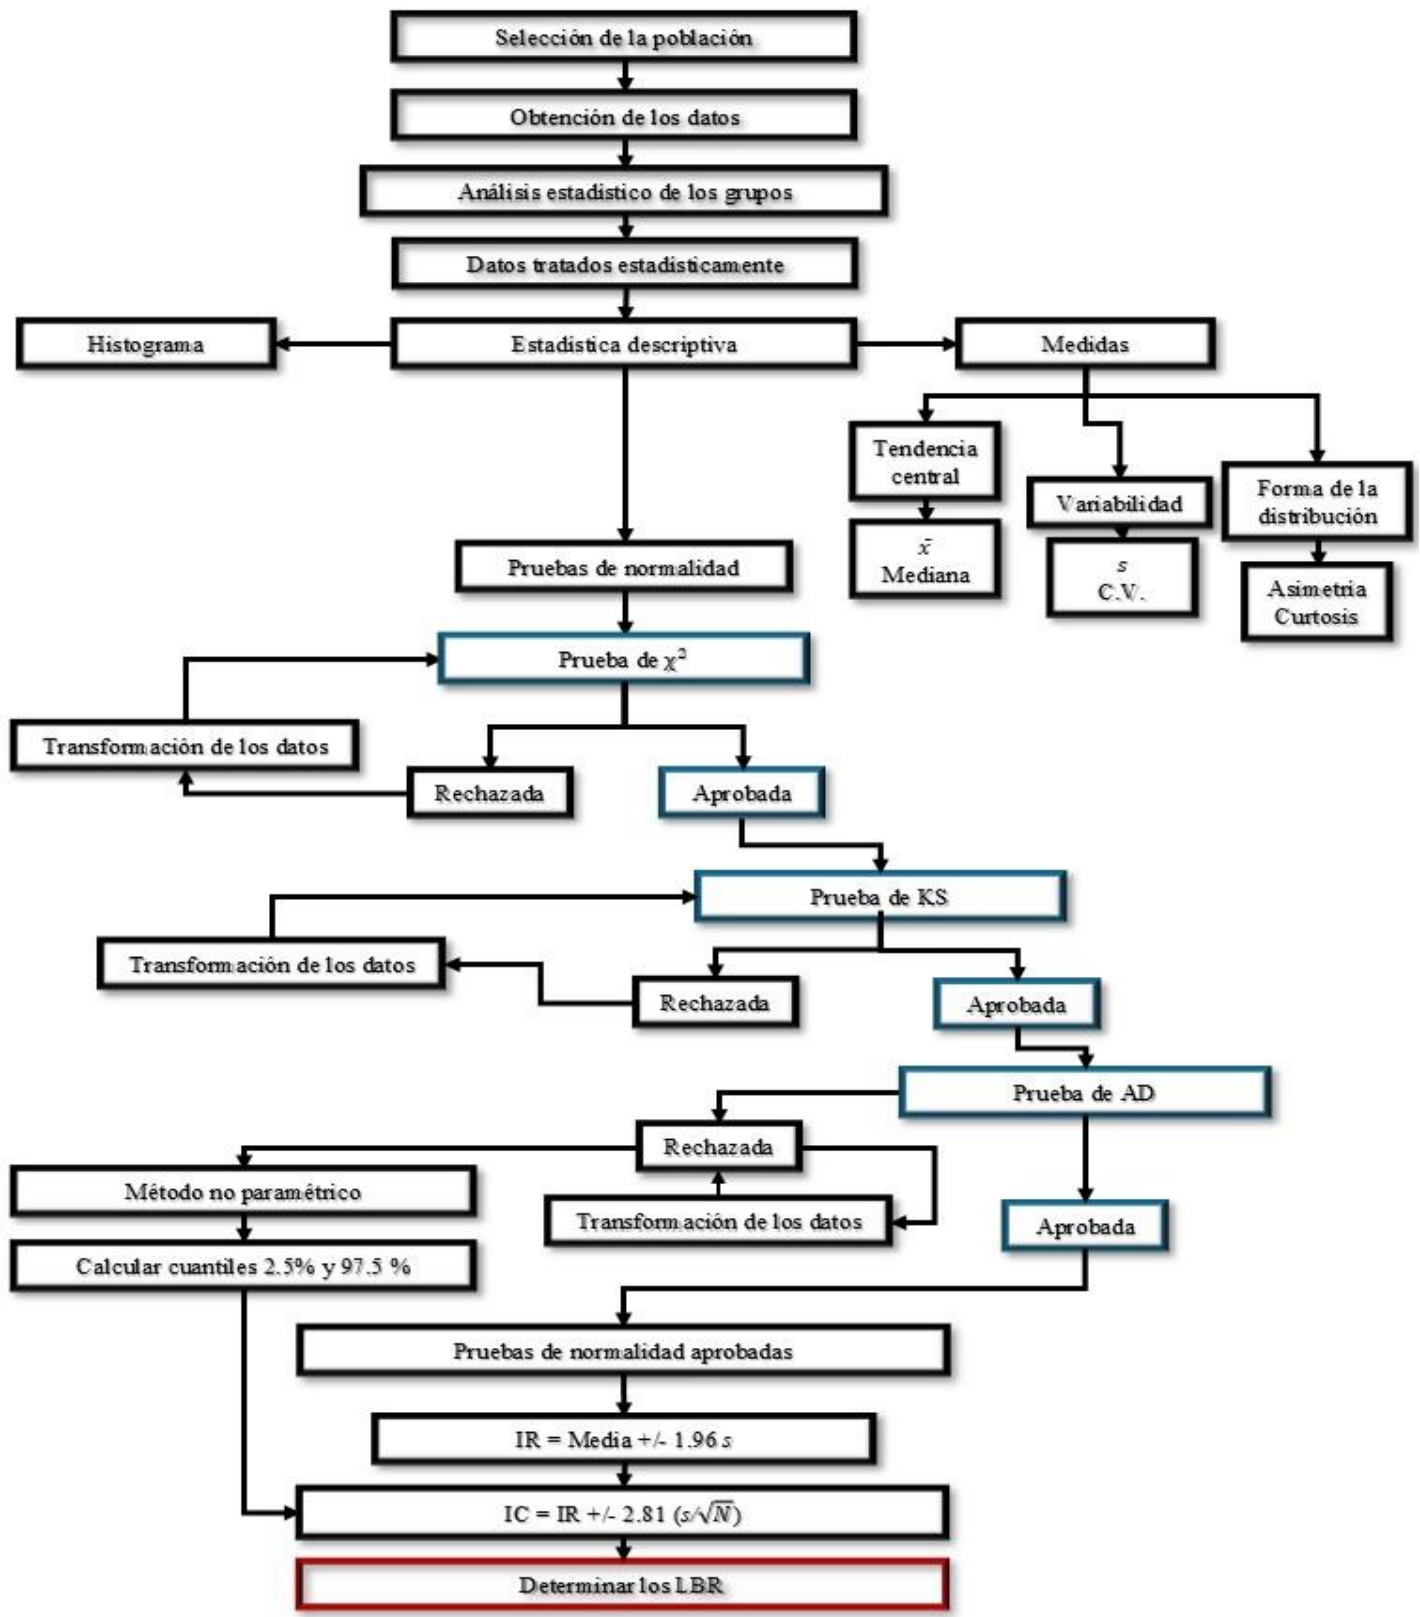 Selección de la población
Obtención de los datos
Análisis estadístico de los grupos
Datos tratados estadísticamente
Histograma
Estadística descriptiva
Medidas
Tendencia
central
Variabilidad
Forma de la
distribución
x̄
Mediana
s
C.V.
Asimetría
Curtosis
Pruebas de normalidad
Prueba de χ²
Transformación de los datos
Rechazada
Aprobada
Prueba de KS
Transformación de los datos
Rechazada
Aprobada
Prueba de AD
Rechazada
Método no paramétrico
Transformación de los datos
Aprobada
Calcular cuantiles 2.5% y 97.5 %
Pruebas de normalidad aprobadas
IR = Media +/- 1.96 s
IC = IR +/- 2.81 (s/√N)
Determinar los LBR